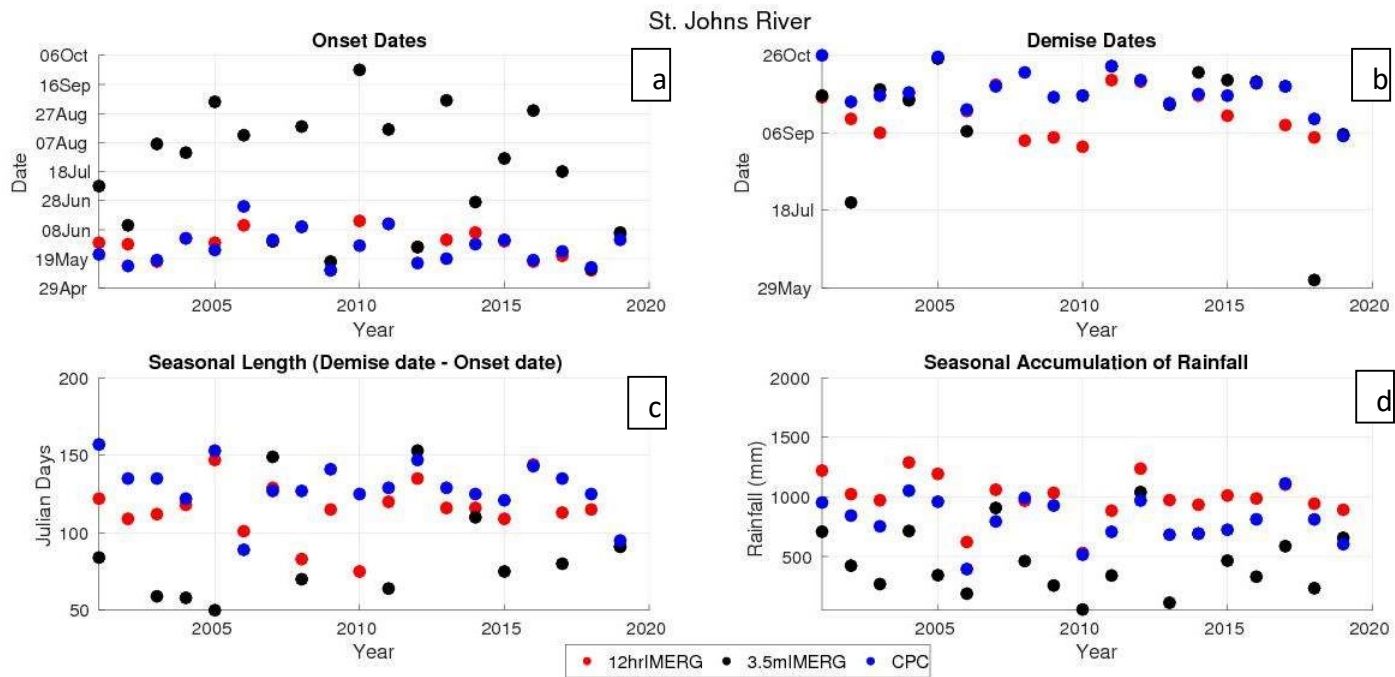 St. Johns River
Onset Dates
a
06Oct
16Sep
27Aug
07Aug
18Jul
28Jun
08Jun
19May
29Apr
Date
2005 2010 2015 2020
Year
Demise Dates
b
26Oct
06Sep
18Jul
29May
Date
2005 2010 2015 2020
Year
Seasonal Length (Demise date - Onset date)
c
200
150
100
50
Julian Days
2005 2010 2015 2020
Year
Seasonal Accumulation of Rainfall
d
2000
1500
1000
500
Rainfall (mm)
2005 2010 2015 2020
Year
12hrIMERG 3.5mIMERG CPC